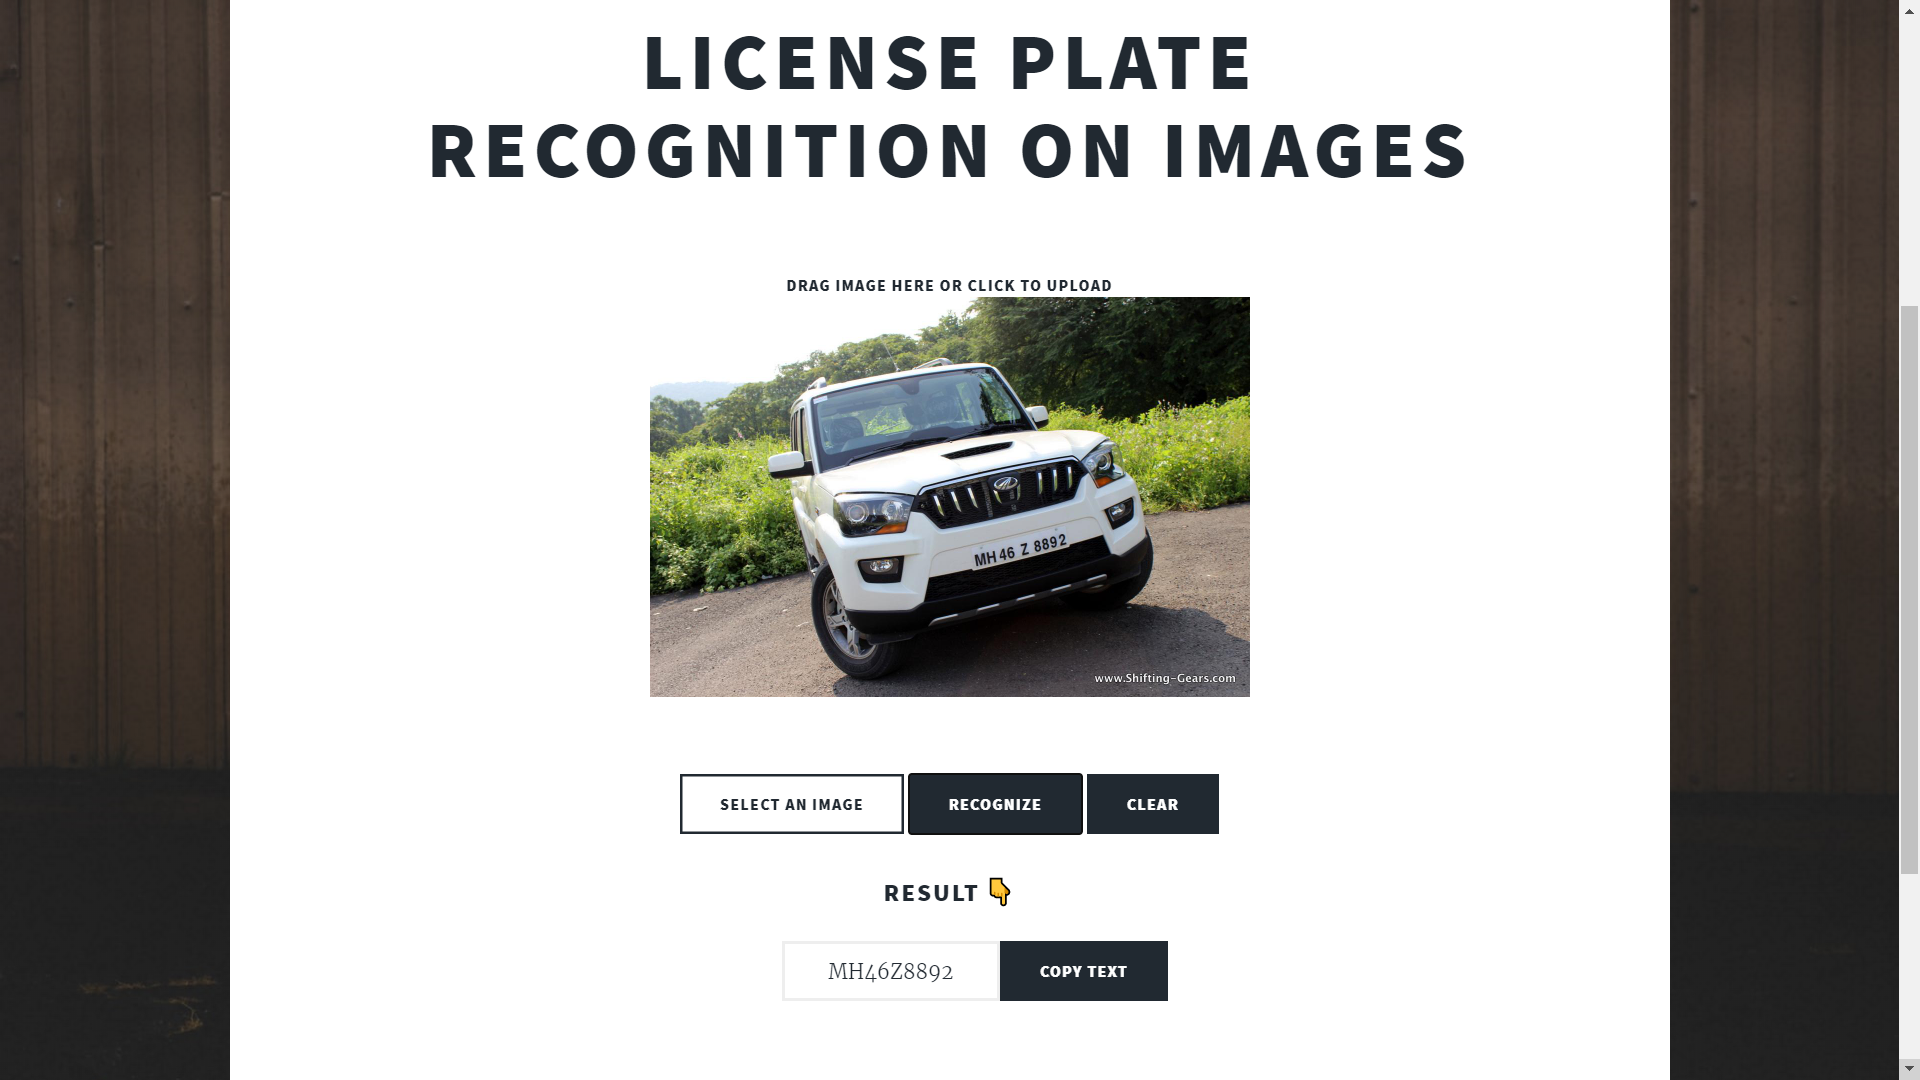 LICENSE PLATE
RECOGNITION ON IMAGES
DRAG IMAGE HERE OR CLICK TO UPLOAD
MH 46 Z 8892
www.Shifting-Gears.com
SELECT AN IMAGE
RECOGNIZE
CLEAR
RESULT 👇
MH46Z8892
COPY TEXT